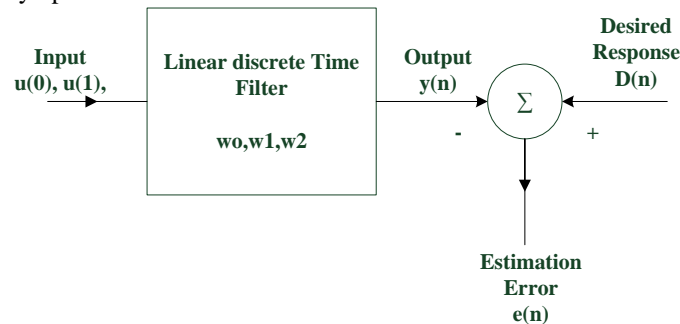 Input
u(0), u(1),
Linear discrete Time
Filter
wo,w1,w2
Output
y(n)
-
Σ
+
Desired
Response
D(n)
Estimation
Error
e(n)